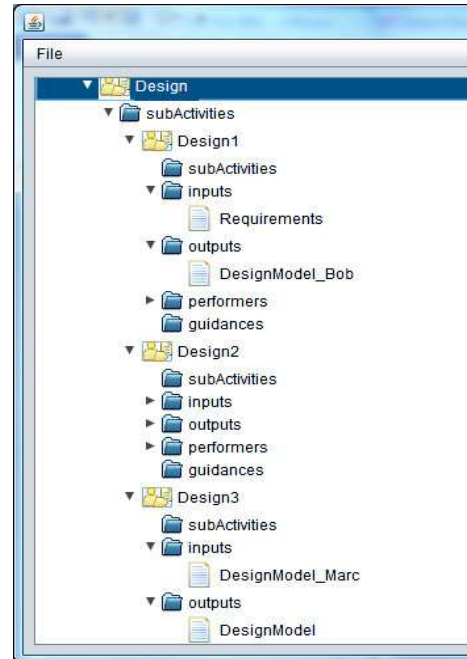 File
Design
subActivities
Design1
subActivities
inputs
Requirements
outputs
DesignModel_Bob
performers
guidances
Design2
subActivities
inputs
outputs
performers
guidances
Design3
subActivities
inputs
DesignModel_Marc
outputs
DesignModel